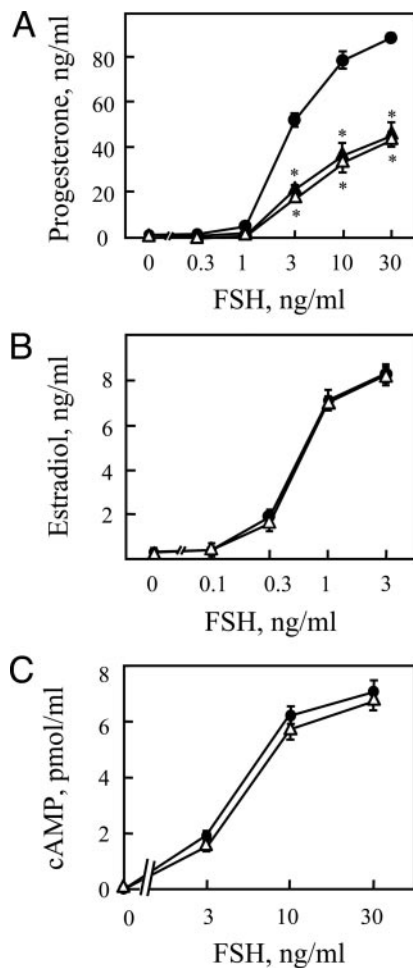 A
Progesterone, ng/ml
80
60
40
20
0
*
*
*
*
*
*
0 0.3 1 3 10 30
FSH, ng/ml
B
Estradiol, ng/ml
8
6
4
2
0 0.1 0.3 1 3
FSH, ng/ml
C
cAMP, pmol/ml
8
6
4
2
0
0 3 10 30
FSH, ng/ml